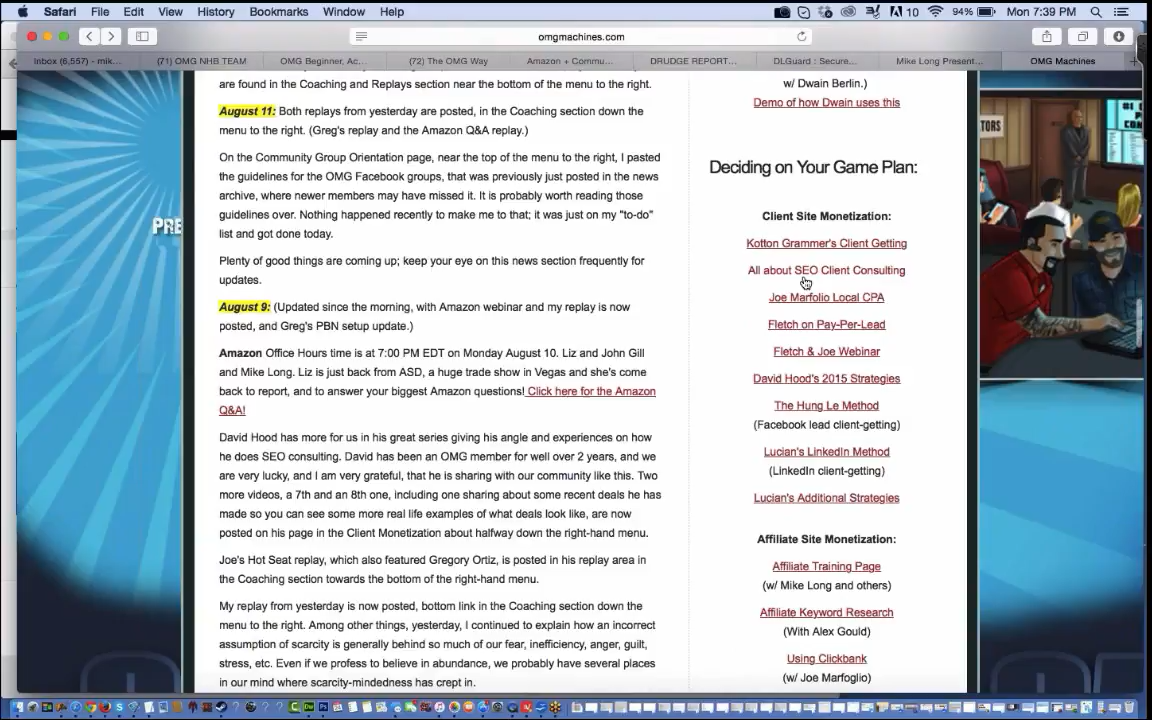 Safari File Edit View History Bookmarks Window Help
10 94% Mon 7:39 PM
omgmachines.com
Inbox (6,557) - mik... (71) OMG NHB TEAM OMG Beginner, Ac... (72) The OMG Way Amazon + Commu... DRUDGE REPORT... DLGuard : Secure... Mike Long Present... OMG Machines
are found in the Coaching and Replays section near the bottom of the menu to the right.
August 11: Both replays from yesterday are posted, in the Coaching section down the
menu to the right. (Greg's replay and the Amazon Q&A replay.)
On the Community Group Orientation page, near the top of the menu to the right, I pasted
the guidelines for the OMG Facebook groups, that was previously just posted in the news
archive, where newer members may have missed it. It is probably worth reading those
guidelines over. Nothing happened recently to make me to that; it was just on my "to-do"
list and got done today.
Plenty of good things are coming up; keep your eye on this news section frequently for
updates.
August 9: (Updated since the morning, with Amazon webinar and my replay is now
posted, and Greg's PBN setup update.)
Amazon Office Hours time is at 7:00 PM EDT on Monday August 10. Liz and John Gill
and Mike Long. Liz is just back from ASD, a huge trade show in Vegas and she's come
back to report, and to answer your biggest Amazon questions! Click here for the Amazon
Q&A!
David Hood has more for us in his great series giving his angle and experiences on how
he does SEO consulting. David has been an OMG member for well over 2 years, and we
are very lucky, and I am very grateful, that he is sharing with our community like this. Two
more videos, a 7th and an 8th one, including one sharing about some recent deals he has
made so you can see some more real life examples of what deals look like, are now
posted on his page in the Client Monetization about halfway down the right-hand menu.
Joe's Hot Seat replay, which also featured Gregory Ortiz, is posted in his replay area in
the Coaching section towards the bottom of the right-hand menu.
My replay from yesterday is now posted, bottom link in the Coaching section down the
menu to the right. Among other things, yesterday, I continued to explain how an incorrect
assumption of scarcity is generally behind so much of our fear, inefficiency, anger, guilt,
stress, etc. Even if we profess to believe in abundance, we probably have several places
in our mind where scarcity-mindedness has crept in.
w/ Dwain Berlin.)
Demo of how Dwain uses this
Deciding on Your Game Plan:
Client Site Monetization:
Kotton Grammer's Client Getting
All about SEO Client Consulting
Joe Marfolio Local CPA
Fletch on Pay-Per-Lead
Fletch & Joe Webinar
David Hood's 2015 Strategies
The Hung Le Method
(Facebook lead client-getting)
Lucian's LinkedIn Method
(LinkedIn client-getting)
Lucian's Additional Strategies
Affiliate Site Monetization:
Affiliate Training Page
(w/ Mike Long and others)
Affiliate Keyword Research
(With Alex Gould)
Using Clickbank
(w/ Joe Marfoglio)
PRE
TORS